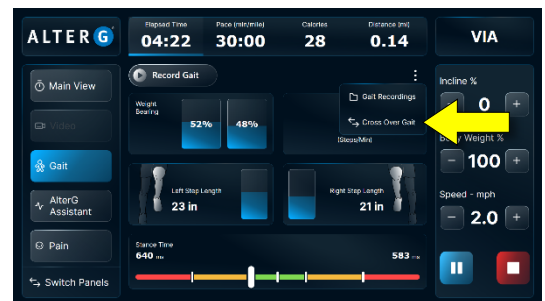 ALTERG
Elapsed Time
04:22
Pace (min/mile)
30:00
Calories
28
Distance (mi)
0.14
VIA
Main View
Video
Gait
AlterG
Assistant
Pain
Switch Panels
Record Gait
Gait Recordings
Cross Over Gait
Weight
Bearing
52%
48%
(Steps/Min)
Left Step Length
23 in
Right Step Length
21 in
Stance Time
640 ms
583 ms
Incline %
0 +
Body Weight %
- 100 +
Speed - mph
- 2.0 +